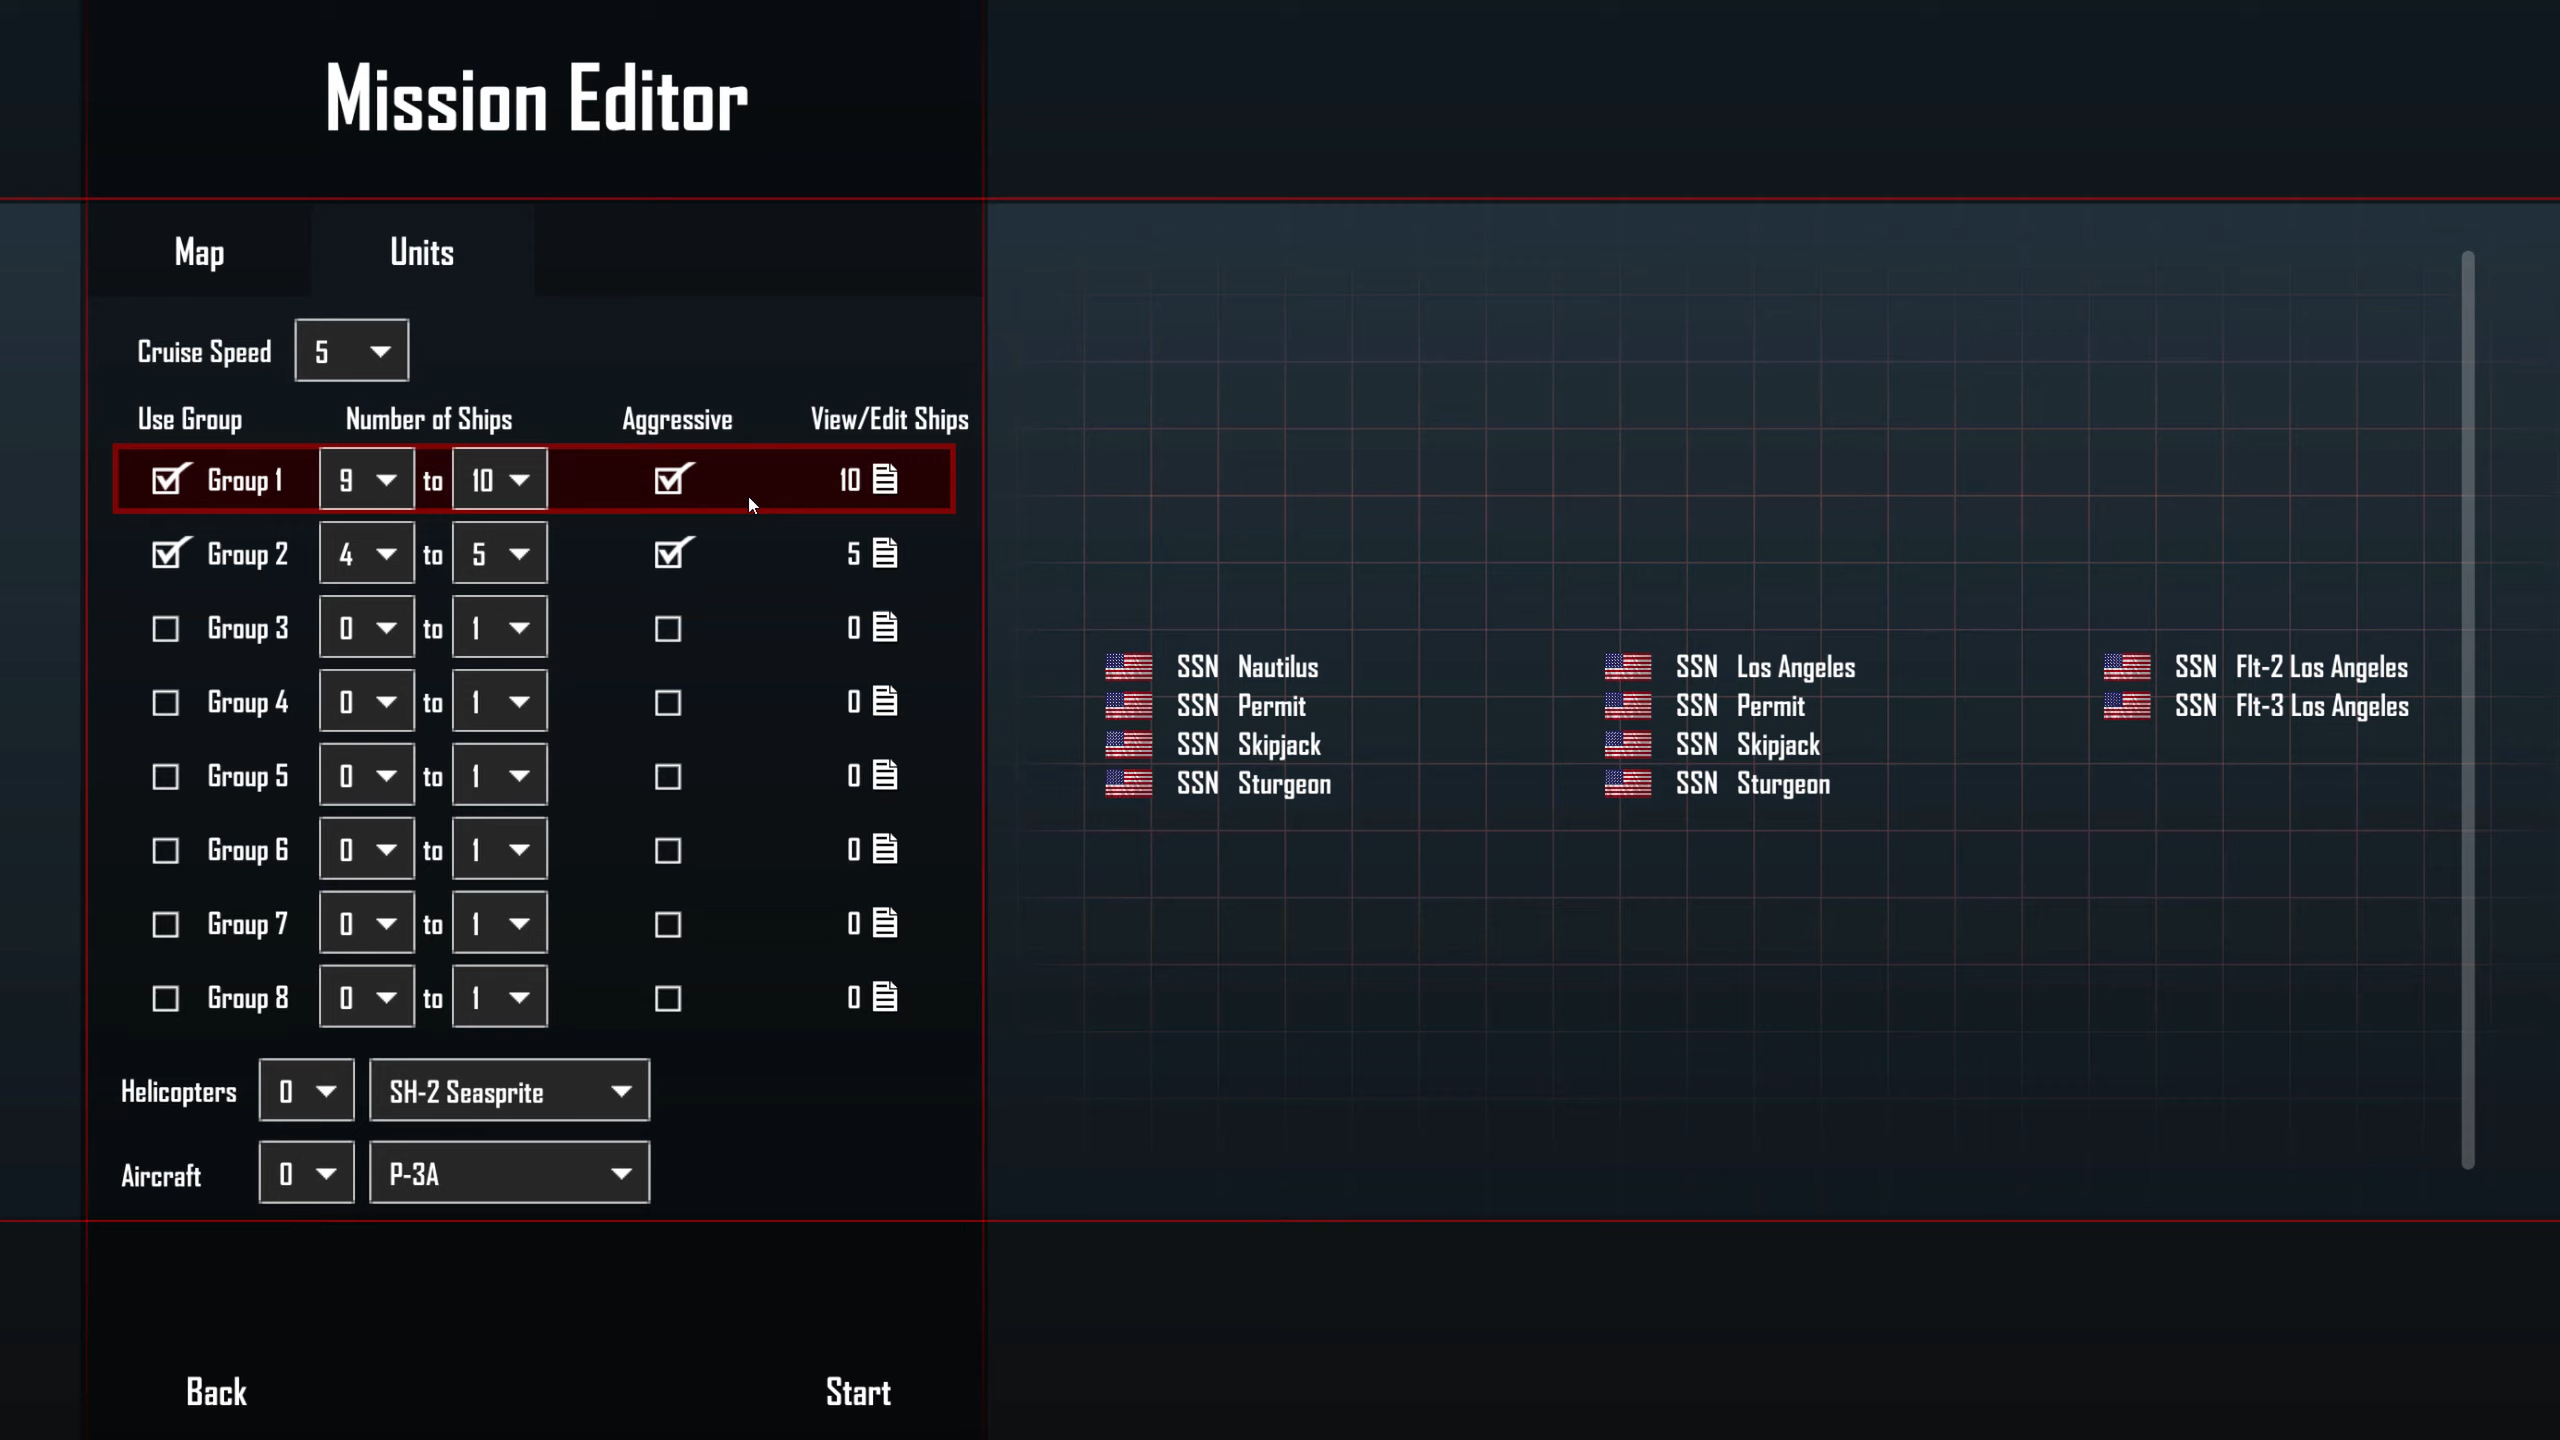 Mission Editor
Map Units
Cruise Speed 5
Use Group Number of Ships Aggressive View/Edit Ships
Group 1 9 to 10 10
Group 2 4 to 5 5
Group 3 0 to 1 0
Group 4 0 to 1 0
Group 5 0 to 1 0
Group 6 0 to 1 0
Group 7 0 to 1 0
Group 8 0 to 1 0
Helicopters 0 SH-2 Seasprite
Aircraft 0 P-3A
Back Start
SSN Nautilus SSN Los Angeles SSN Flt-2 Los Angeles
SSN Permit SSN Permit SSN Flt-3 Los Angeles
SSN Skipjack SSN Skipjack
SSN Sturgeon SSN Sturgeon